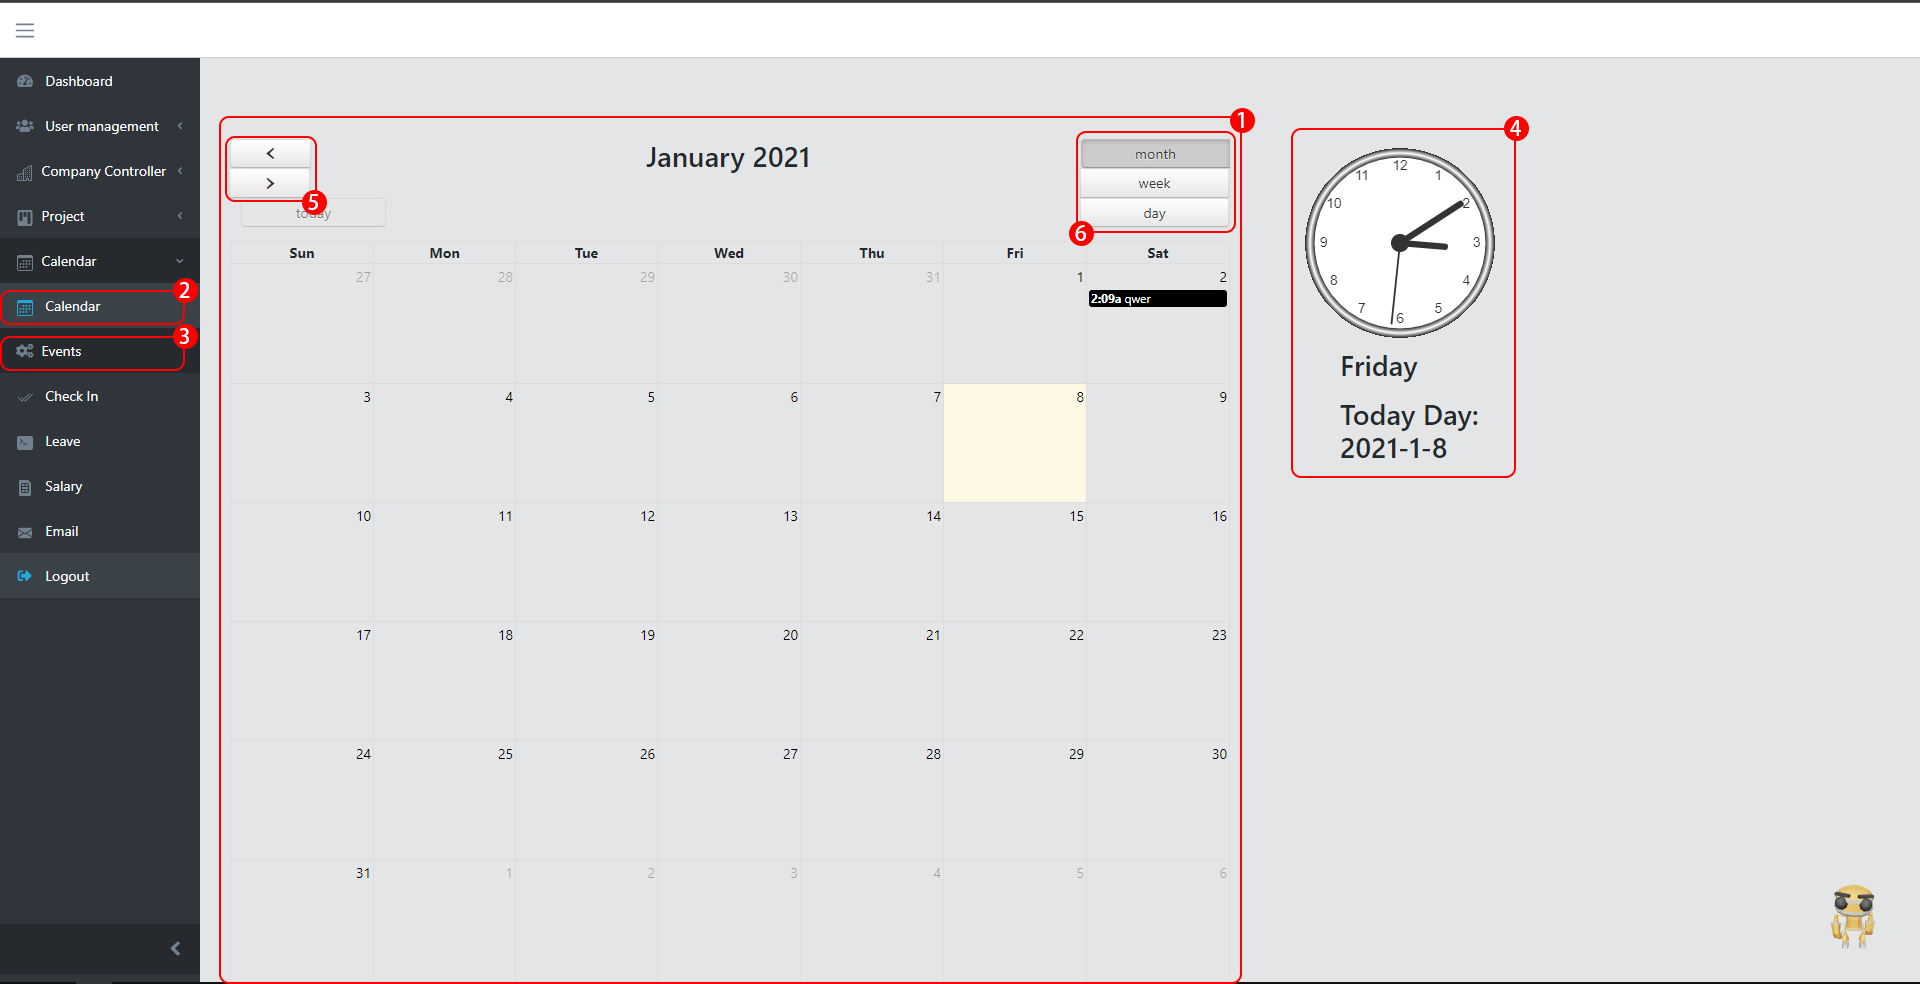 Dashboard
User management
Company Controller
Project
Calendar
Calendar
2
Events
3
Check In
Leave
Salary
Email
Logout
1
<
>
5
today
January 2021
month
week
day
6
Sun Mon Tue Wed Thu Fri Sat
27 28 29 30 31 1 2
2:09a qwer
3 4 5 6 7 8 9
10 11 12 13 14 15 16
17 18 19 20 21 22 23
24 25 26 27 28 29 30
31 1 2 3 4 5 6
4
12
11 1
10 2
9 3
8 4
7 5
6
Friday
Today Day:
2021-1-8